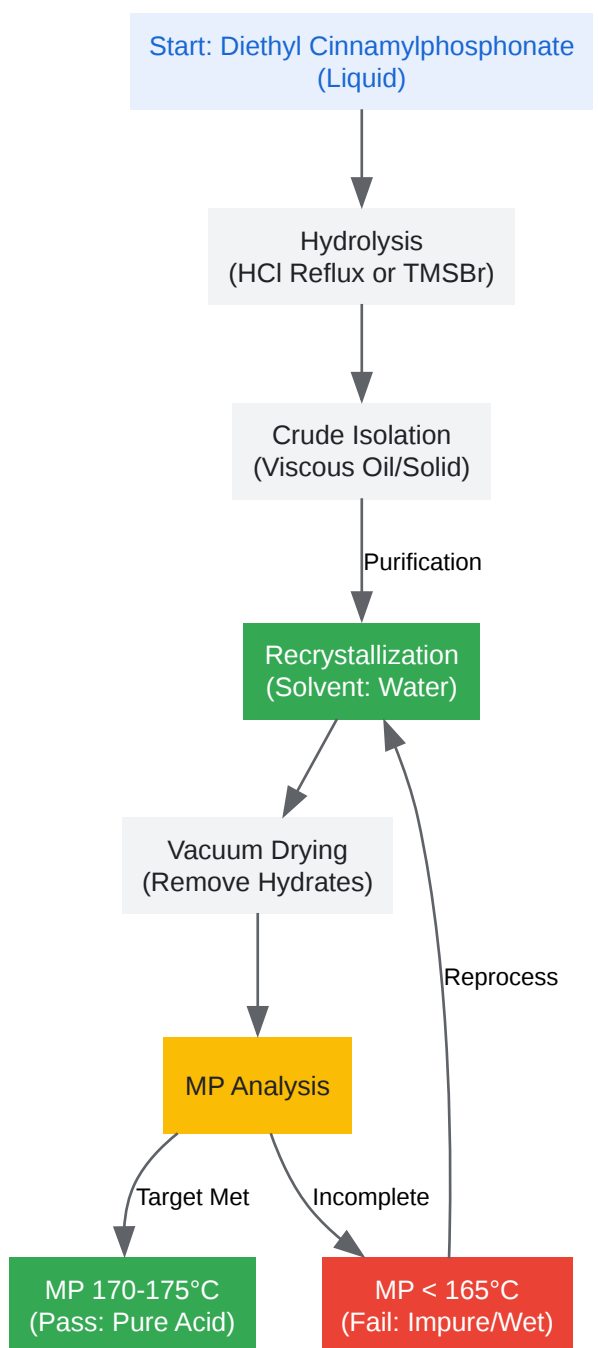 Start: Diethyl Cinnamylphosphonate
(Liquid)
Hydrolysis
(HCl Reflux or TMSBr)
Crude Isolation
(Viscous Oil/Solid)
Purification
Recrystallization
(Solvent: Water)
Vacuum Drying
(Remove Hydrates)
Reprocess
MP Analysis
Target Met
Incomplete
MP 170-175°C
(Pass: Pure Acid)
MP < 165°C
(Fail: Impure/Wet)